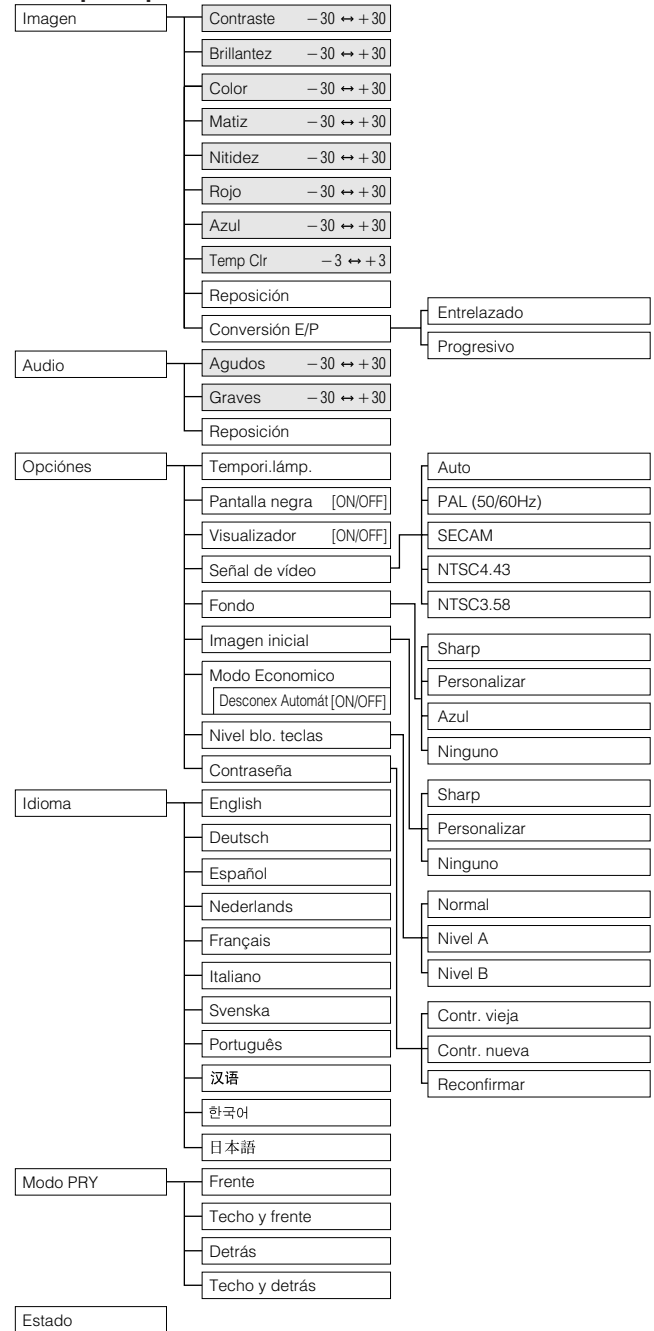 Imagen
Contraste −30 ↔ +30
Brillantez −30 ↔ +30
Color −30 ↔ +30
Matiz −30 ↔ +30
Nitidez −30 ↔ +30
Rojo −30 ↔ +30
Azul −30 ↔ +30
Temp Clr −3 ↔ +3
Reposición
Conversión E/P
Entrelazado
Progresivo
Audio
Agudos −30 ↔ +30
Graves −30 ↔ +30
Reposición
Opciónes
Tempori.lámp.
Pantalla negra [ON/OFF]
Visualizador [ON/OFF]
Señal de vídeo
Fondo
Imagen inicial
Modo Economico
Desconex Automát [ON/OFF]
Nivel blo. teclas
Contraseña
Auto
PAL (50/60Hz)
SECAM
NTSC4.43
NTSC3.58
Sharp
Personalizar
Azul
Ninguno
Sharp
Personalizar
Ninguno
Normal
Nivel A
Nivel B
Contr. vieja
Contr. nueva
Reconfirmar
Idioma
English
Deutsch
Español
Nederlands
Français
Italiano
Svenska
Português
汉语
한국어
日本語
Modo PRY
Frente
Techo y frente
Detrás
Techo y detrás
Estado